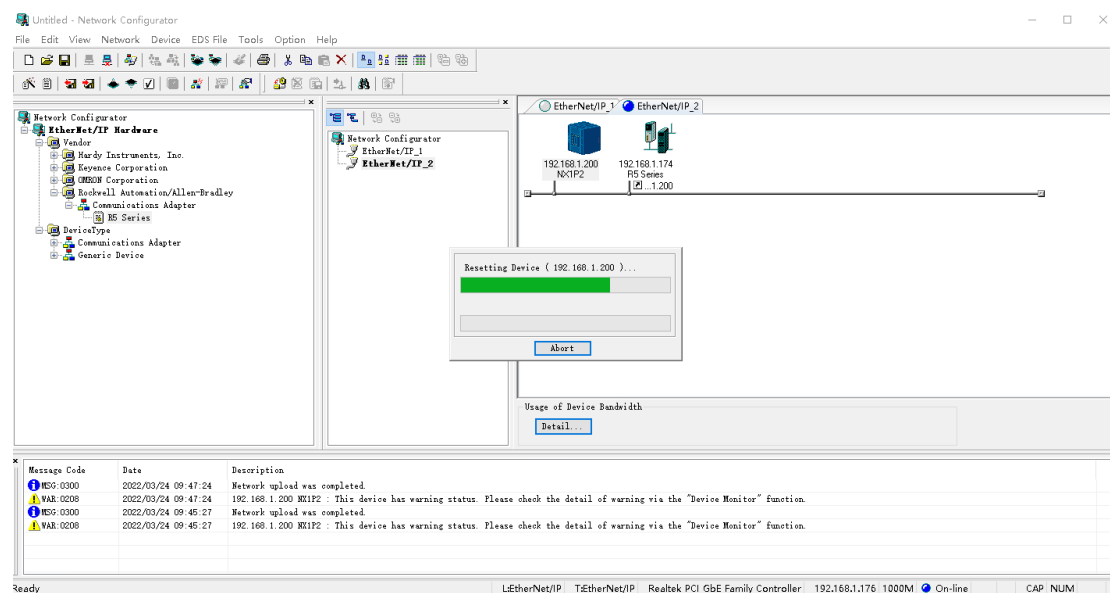 Untitled - Network Configurator
File Edit View Network Device EDS File Tools Option Help
Network Configurator
EtherNet/IP Hardware
Vendor
Hardy Instruments, Inc.
Keyence Corporation
OMRON Corporation
Rockwell Automation/Allen-Bradley
Communications Adapter
R5 Series
DeviceType
Communications Adapter
Generic Device
Network Configurator
EtherNet/IP_1
EtherNet/IP_2
EtherNet/IP_1 EtherNet/IP_2
192.168.1.200 192.168.1.174
NX1P2 R5 Series
...1.200
Resetting Device ( 192.168.1.200 )...
Abort
Usage of Device Bandwidth
Detail...
Message Code Date Description
MSG:0300 2022/03/24 09:47:24 Network upload was completed.
WAR:0208 2022/03/24 09:47:24 192.168.1.200 NX1P2 : This device has warning status. Please check the detail of warning via the "Device Monitor" function.
MSG:0300 2022/03/24 09:45:27 Network upload was completed.
WAR:0208 2022/03/24 09:45:27 192.168.1.200 NX1P2 : This device has warning status. Please check the detail of warning via the "Device Monitor" function.
Ready L:EtherNet/IP T:EtherNet/IP Realtek PCI GbE Family Controller 192.168.1.176 1000M On-line CAP NUM